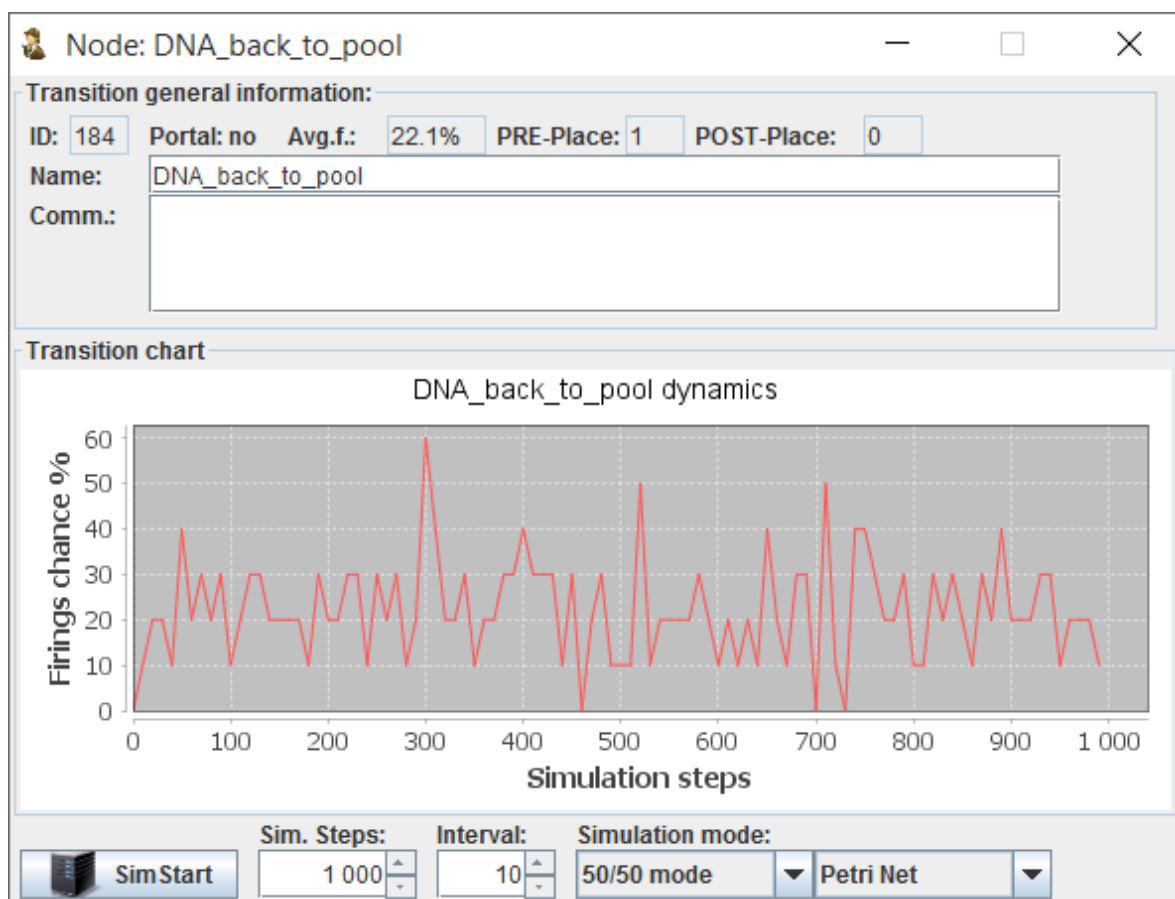 Node: DNA_back_to_pool
Transition general information:
ID: 184 Portal: no Avg.f.: 22.1% PRE-Place: 1 POST-Place: 0
Name: DNA_back_to_pool
Comm.:
Transition chart
DNA_back_to_pool dynamics
Firings chance %
60
50
40
30
20
10
0
0 100 200 300 400 500 600 700 800 900 1 000
Simulation steps
Sim. Steps: Interval: Simulation mode:
SimStart 1 000 10 50/50 mode Petri Net